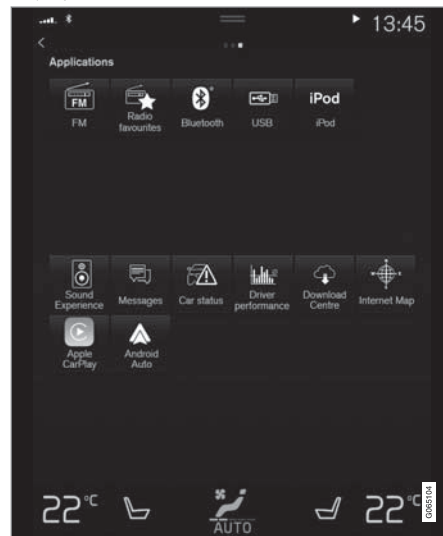 13:45
Applications
FM
iPod
FM
Radio
favourites
Bluetooth
USB
iPod
Sound
Experience
Messages
Car status
Driver
performance
Download
Centre
Internet Map
Apple
CarPlay
Android
Auto
22°C
AUTO
22°C
G065104